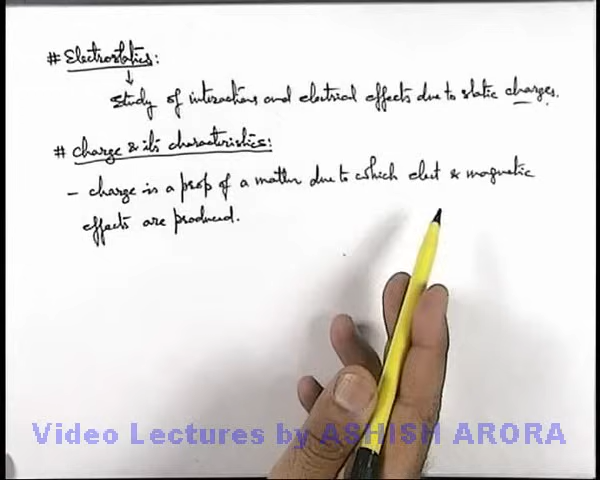 # Electrostatics:
↓
Study of interactions and electrical effects due to static charges.
# Charge & its characteristics:
- charge is a prop of a matter due to which elect & magnetic
effects are produced.
Video Lectures by ASHISH ARORA